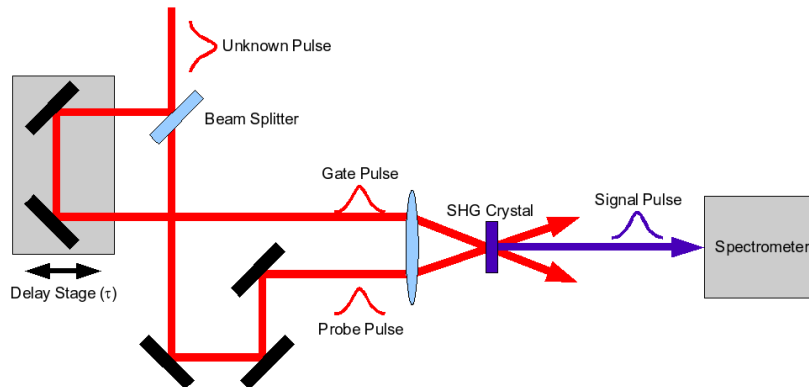 Unknown Pulse
Beam Splitter
Gate Pulse
SHG Crystal
Signal Pulse
Spectrometer
Delay Stage (τ)
Probe Pulse